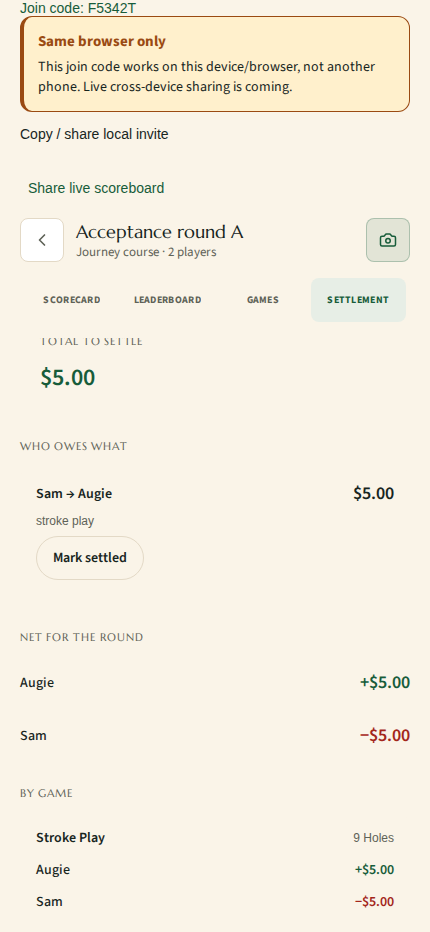 Join code: F5342T
Same browser only
This join code works on this device/browser, not another
phone. Live cross-device sharing is coming.
Copy / share local invite
Share live scoreboard
Acceptance round A
Journey course · 2 players
SCORECARD LEADERBOARD GAMES SETTLEMENT
TOTAL TO SETTLE
$5.00
WHO OWES WHAT
Sam → Augie $5.00
stroke play
Mark settled
NET FOR THE ROUND
Augie +$5.00
Sam −$5.00
BY GAME
Stroke Play 9 Holes
Augie +$5.00
Sam −$5.00